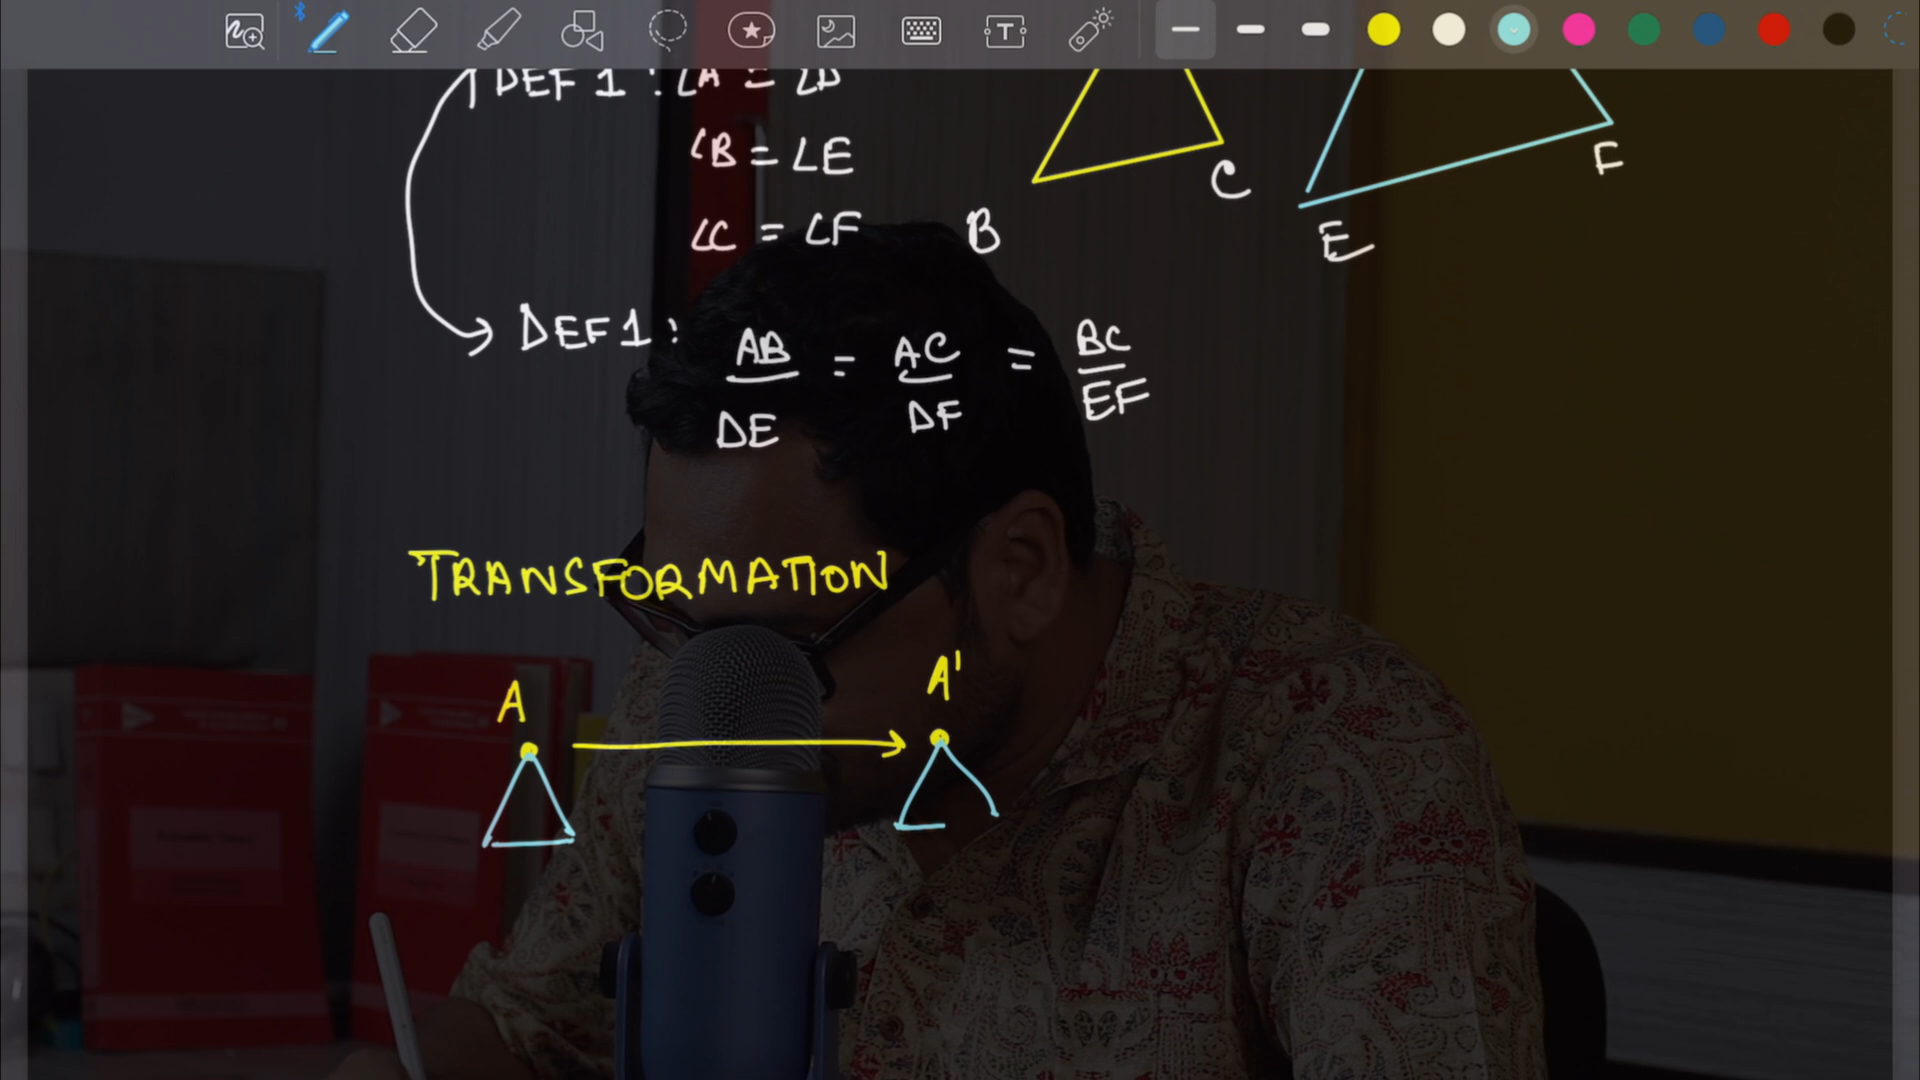 DEF 1 : ∠A = ∠D
∠B = ∠E
∠C = ∠F
B
C
E
F
DEF 1 : AB/DE = AC/DF = BC/EF
TRANSFORMATION
A
A'
T